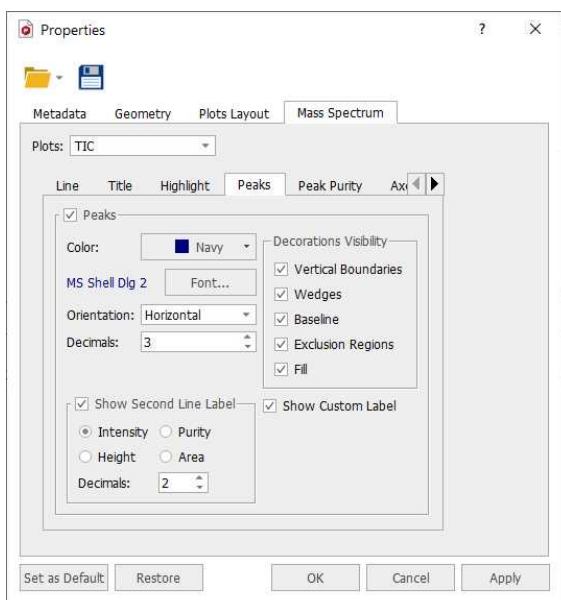 Properties
?
Metadata Geometry Plots Layout Mass Spectrum
Plots: TIC
Line Title Highlight Peaks Peak Purity
Peaks
Color: Navy
MS Shell Dlg 2 Font...
Orientation: Horizontal
Decimals: 3
Decorations Visibility
Vertical Boundaries
Wedges
Baseline
Exclusion Regions
Fill
Show Second Line Label
Intensity Purity
Height Area
Decimals: 2
Show Custom Label
Set as Default Restore OK Cancel Apply